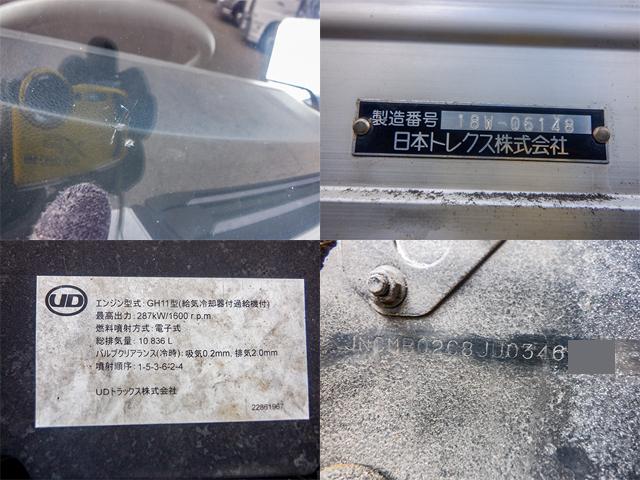 製造番号 18W-06148
日本トレクス株式会社
UD
エンジン型式: GH11型(給気冷却器付過給機付)
最高出力: 287kW/1600 r.p.m
燃料噴射方式: 電子式
総排気量: 10 836 L
バルブクリアランス(冷時): 吸気0.2mm, 排気2.0mm
噴射順序: 1-5-3-6-2-4
UDトラックス株式会社
22861967
JNCMB02C8JU0346